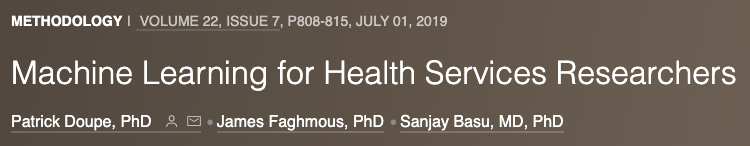 METHODOLOGY | VOLUME 22, ISSUE 7, P808-815, JULY 01, 2019
Machine Learning for Health Services Researchers
Patrick Doupe, PhD • James Faghmous, PhD • Sanjay Basu, MD, PhD